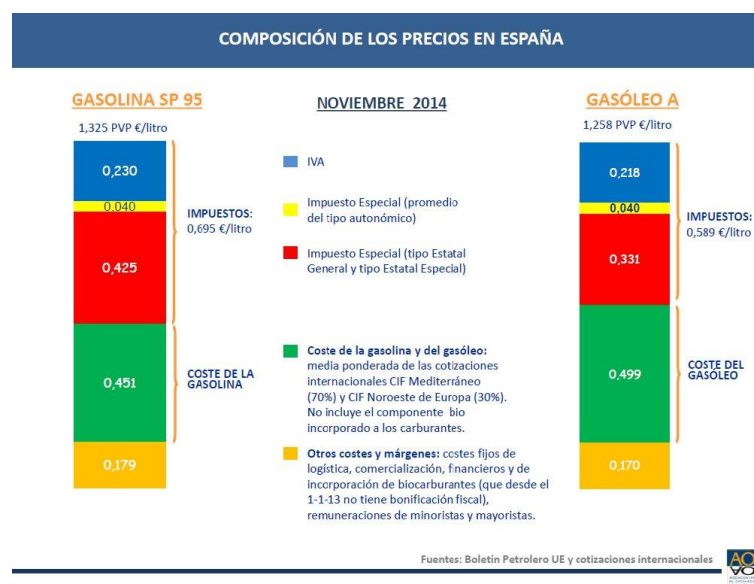 COMPOSICIÓN DE LOS PRECIOS EN ESPAÑA
GASOLINA SP 95
1,325 PVP €/litro
0,230
0,040
0,425
0,451
0,179
IMPUESTOS:
0,695 €/litro
COSTE DE LA
GASOLINA
NOVIEMBRE 2014
IVA
Impuesto Especial (promedio
del tipo autonómico)
Impuesto Especial (tipo Estatal
General y tipo Estatal Especial)
Coste de la gasolina y del gasóleo:
media ponderada de las cotizaciones
internacionales CIF Mediterráneo
(70%) y CIF Noroeste de Europa (30%).
No incluye el componente bio
incorporado a los carburantes.
Otros costes y márgenes: costes fijos de
logística, comercialización, financieros y de
incorporación de biocarburantes (que desde el
1-1-13 no tiene bonificación fiscal),
remuneraciones de minoristas y mayoristas.
GASÓLEO A
1,258 PVP €/litro
0,218
0,040
0,331
0,499
0,170
IMPUESTOS:
0,589 €/litro
COSTE DEL
GASÓLEO
Fuentes: Boletín Petrolero UE y cotizaciones internacionales